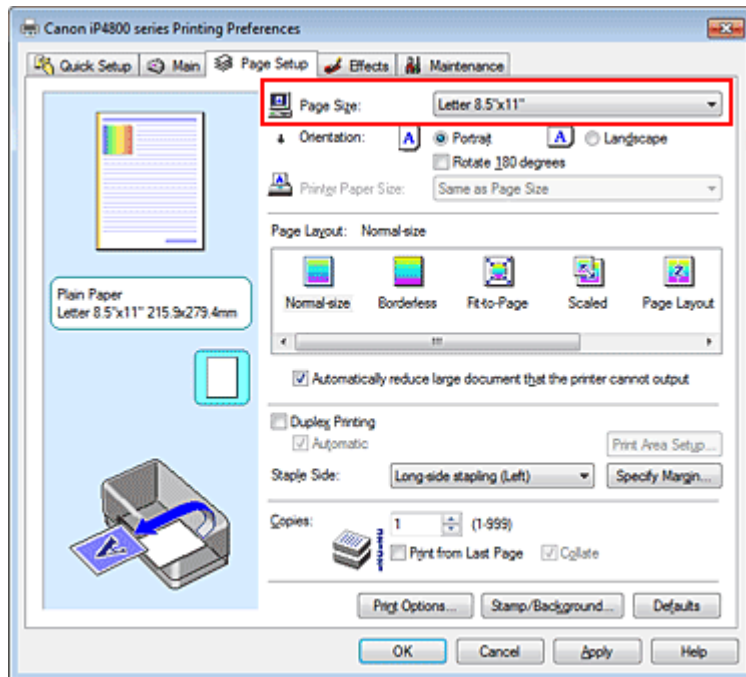 Canon iP4800 series Printing Preferences
Quick Setup Main Page Setup Effects Maintenance
Page Size: Letter 8.5"x11"
Orientation: A Portrait A Landscape
Rotate 180 degrees
Printer Paper Size: Same as Page Size
Page Layout: Normal-size
Normal-size Borderless Fit-to-Page Scaled Page Layout
Plain Paper
Letter 8.5"x11" 215.9x279.4mm
Automatically reduce large document that the printer cannot output
Duplex Printing
Automatic Print Area Setup...
Staple Side: Long-side stapling (Left) Specify Margin...
Copies: 1 (1-999)
Print from Last Page Collate
Print Options... Stamp/Background... Defaults
OK Cancel Apply Help